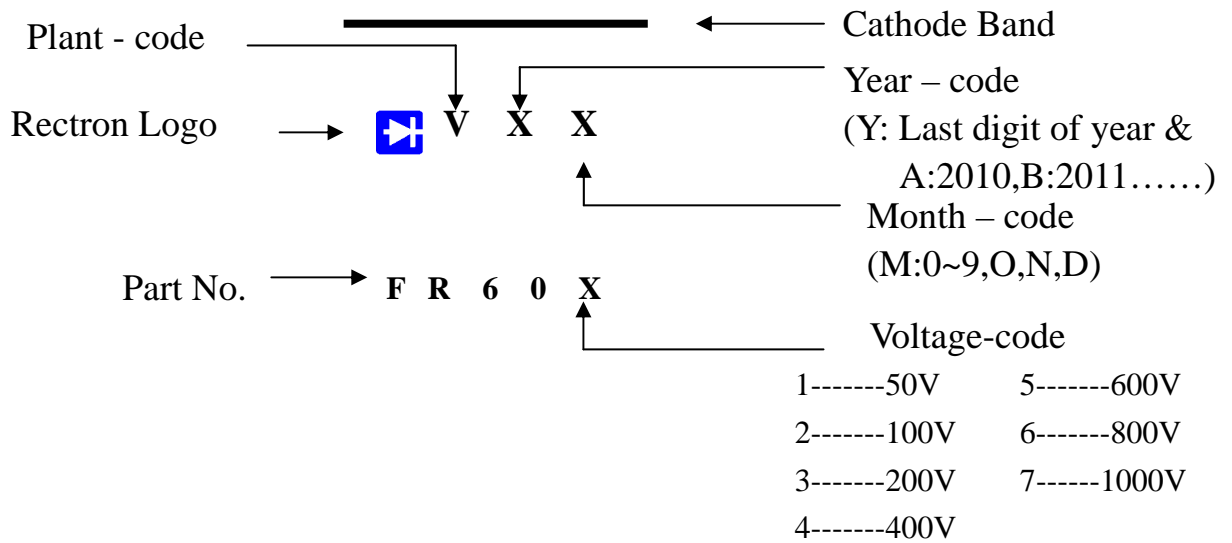 Plant - code
Cathode Band
Year – code
Rectron Logo
V X X
(Y: Last digit of year &
A:2010,B:2011……)
Month – code
(M:0~9,O,N,D)
Part No.
F R 6 0 X
Voltage-code
1-------50V 5-------600V
2-------100V 6-------800V
3-------200V 7------1000V
4-------400V